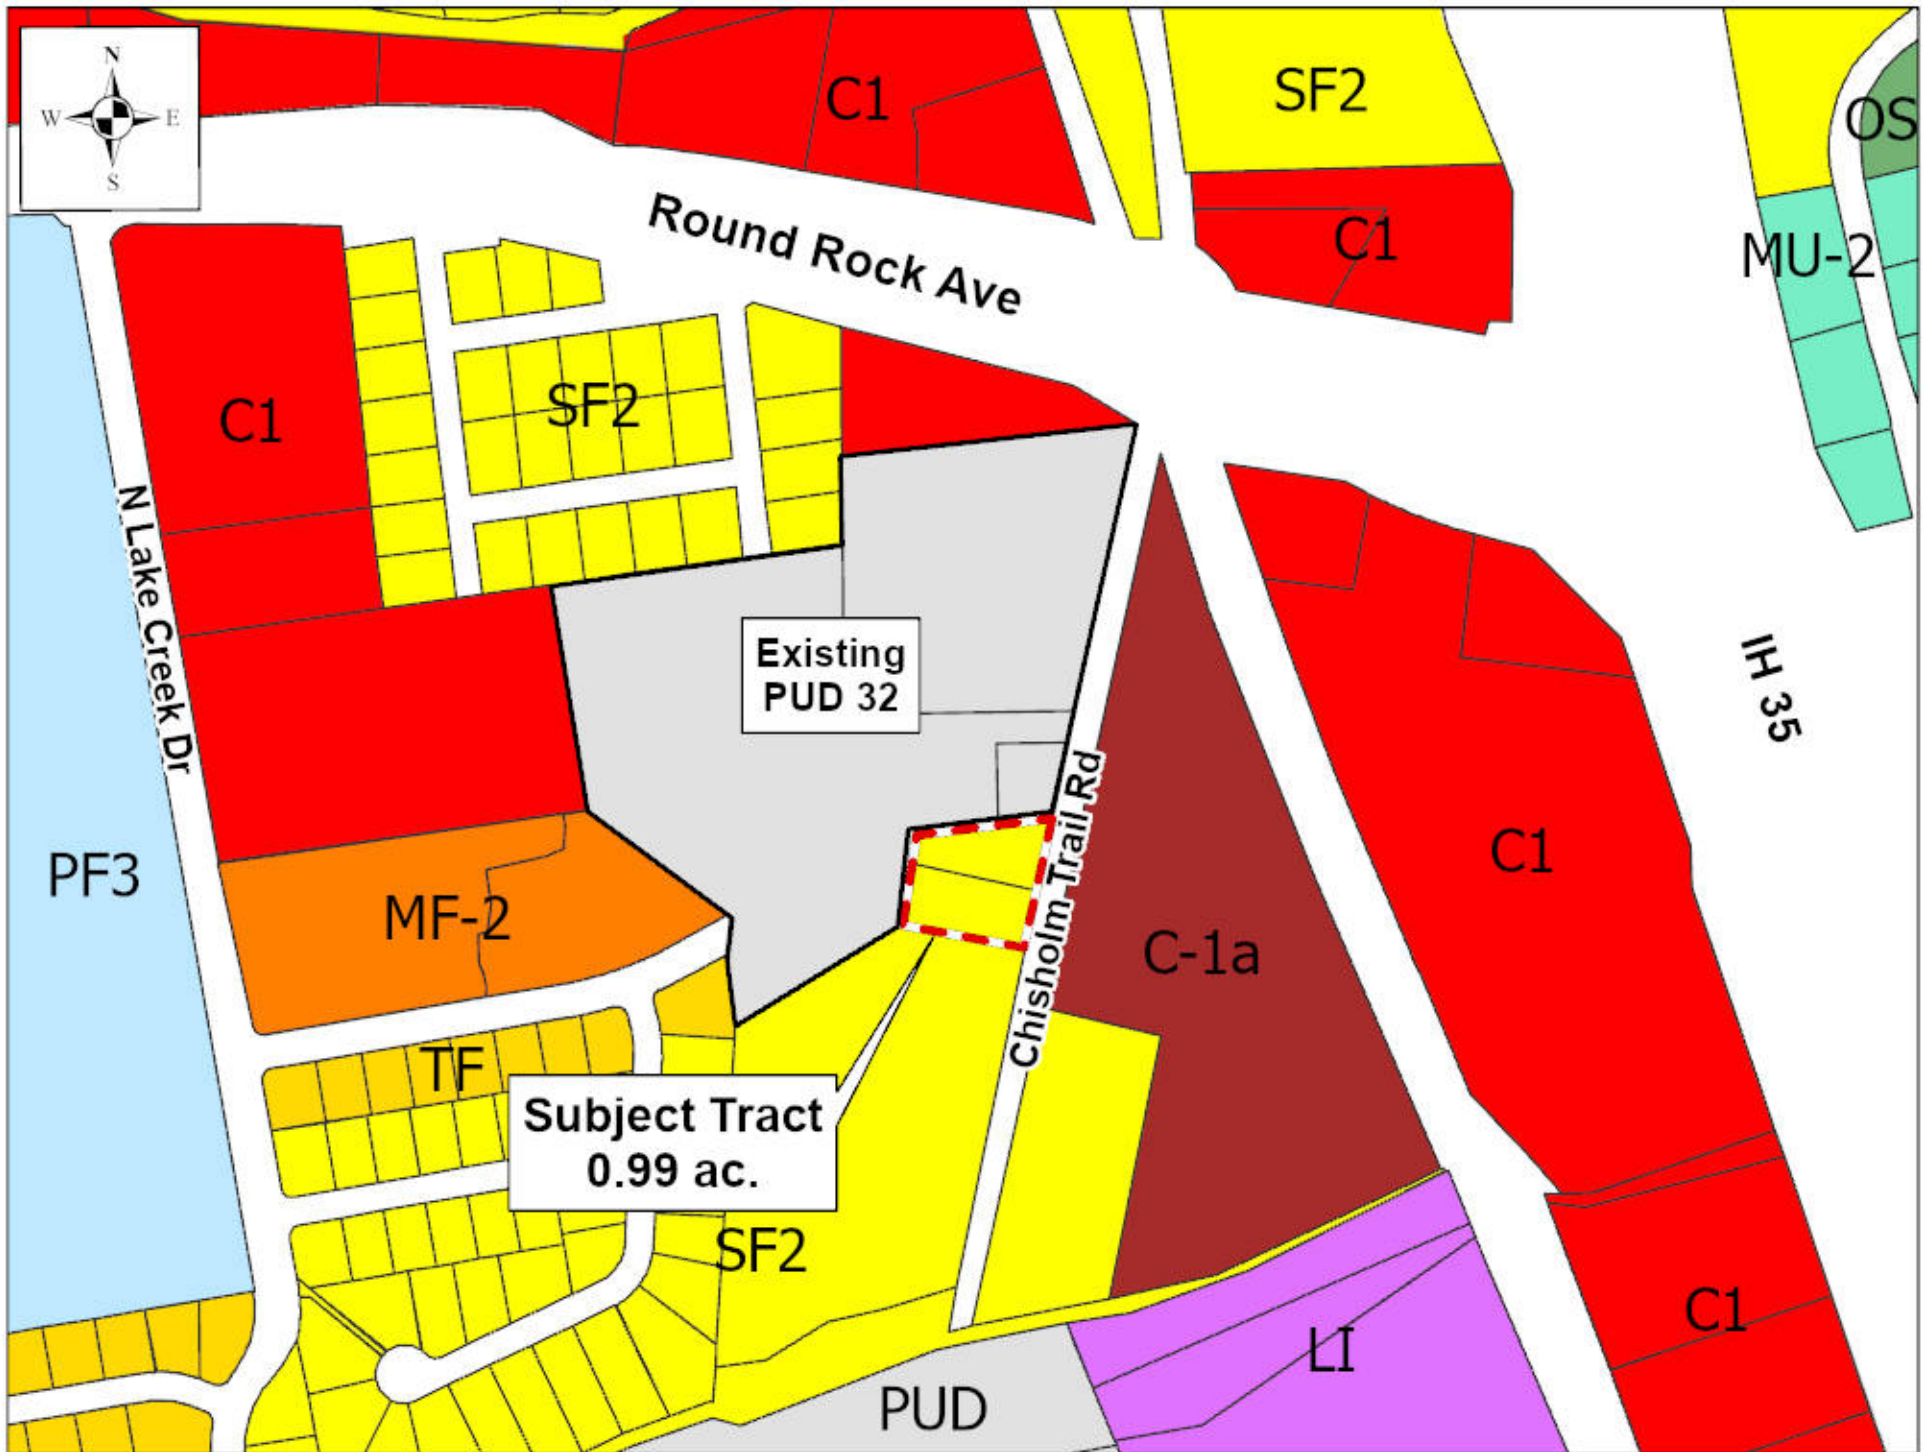 N
W E
S
C1
SF2
OS
Round Rock Ave
C1
MU-2
C1
SF2
N Lake Creek Dr
Existing
PUD 32
IH 35
PF3
MF-2
Chisholm Trail Rd
C-1a
C1
TF
Subject Tract
0.99 ac.
SF2
C1
LI
PUD